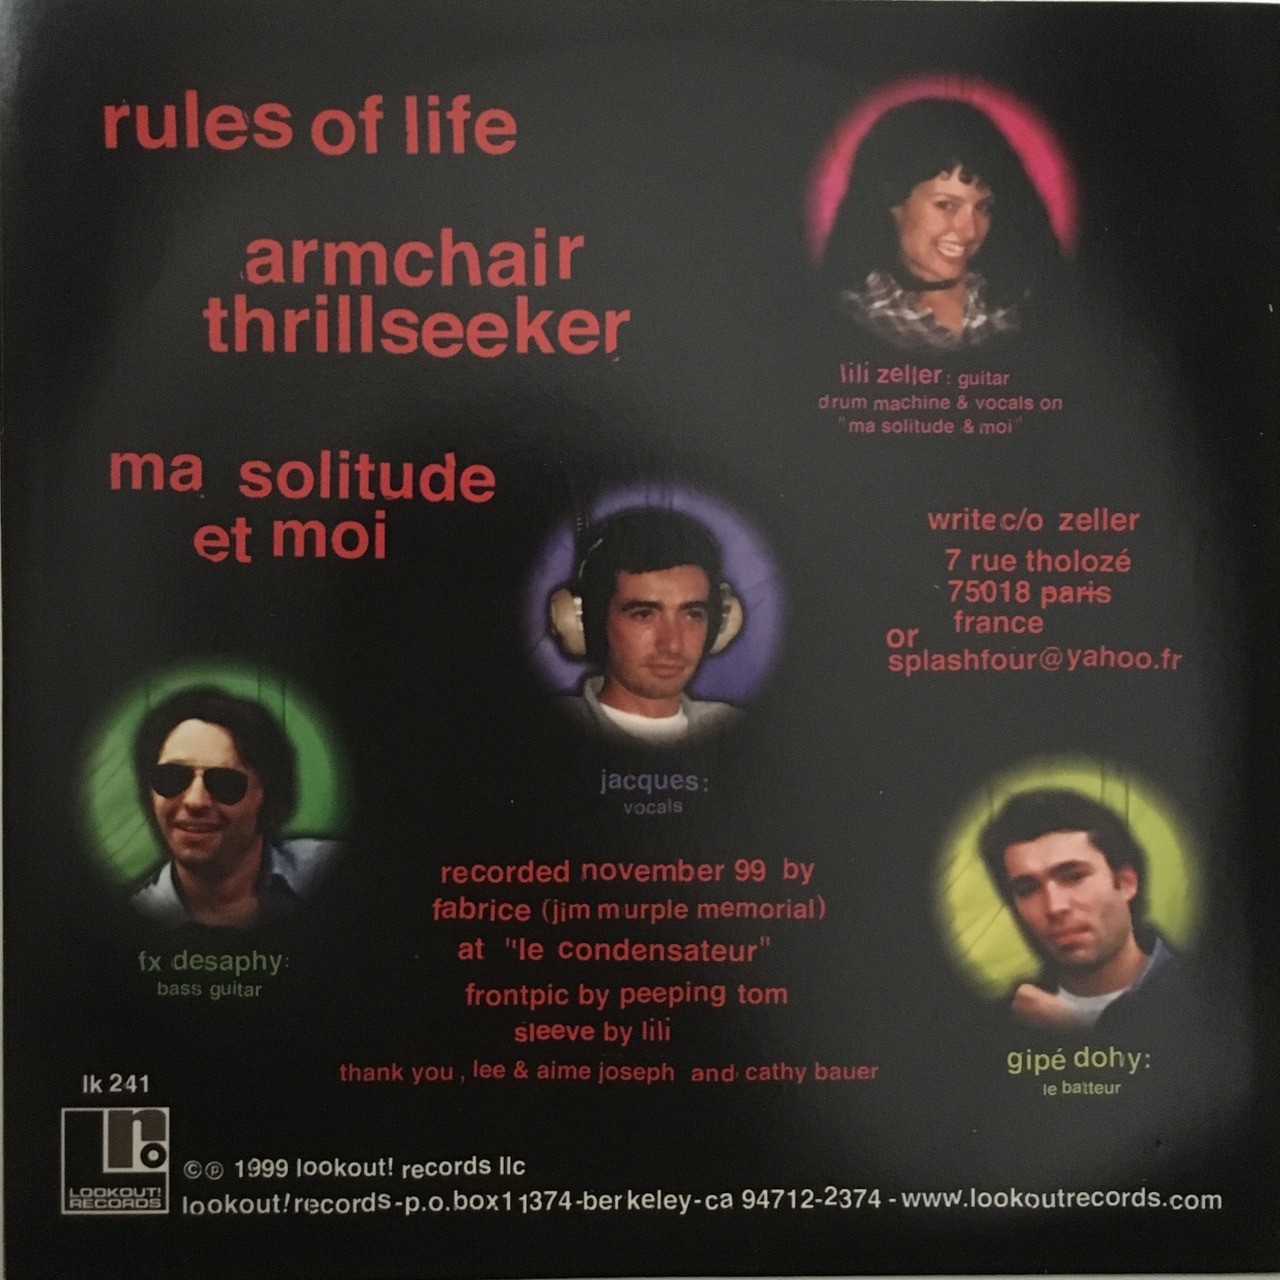 rules of life
armchair
thrillseeker
ma solitude
et moi
lili zeller: guitar
drum machine & vocals on
"ma solitude & moi"
write c/o zeller
7 rue tholozé
75018 paris
france
or
splashfour@yahoo.fr
jacques:
vocals
fx desaphy:
bass guitar
gipé dohy:
le batteur
recorded november 99 by
fabrice (jim murple memorial)
at "le condensateur"
frontpic by peeping tom
sleeve by lili
thank you, lee & aime joseph and cathy bauer
lk 241
lr o
LOOKOUT!
RECORDS
©℗ 1999 lookout! records llc
lookout! records-p.o.box11374-berkeley-ca 94712-2374 - www.lookoutrecords.com